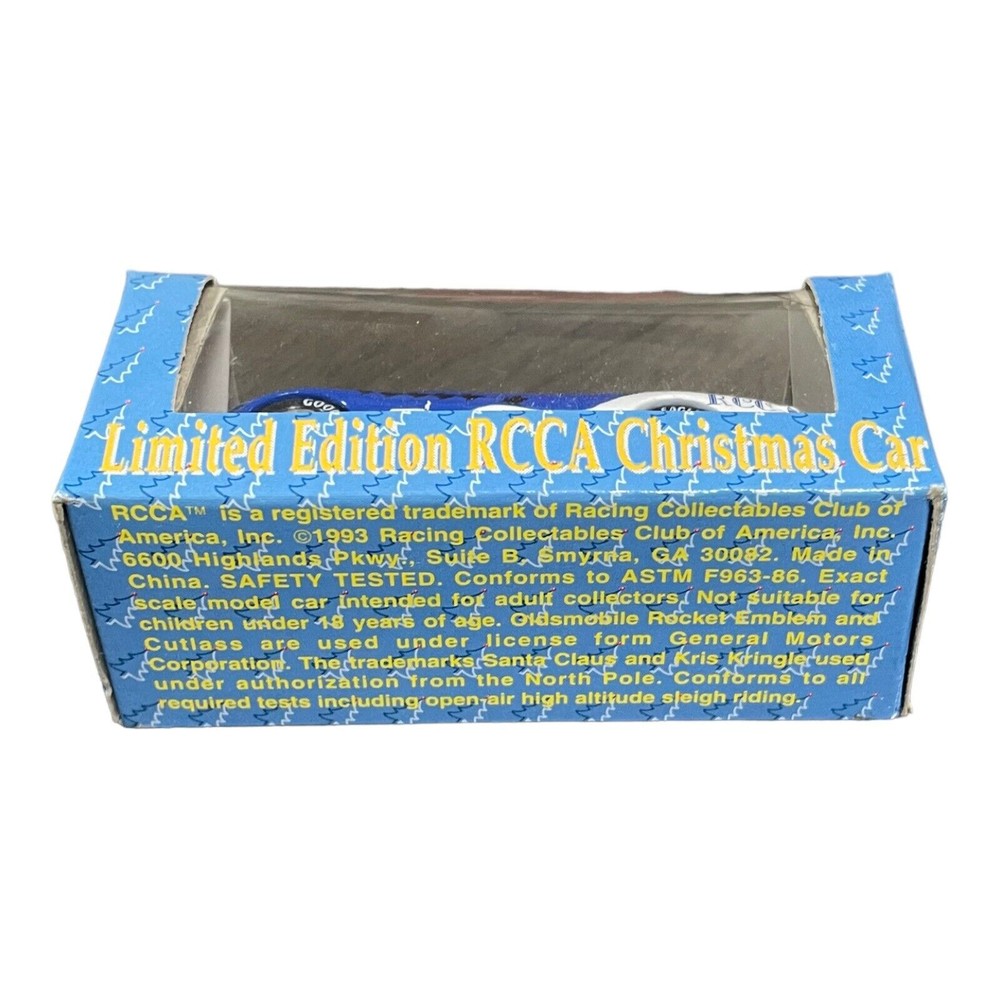 GOO
RCC
Limited Edition RCCA Christmas Car
RCCA™ is a registered trademark of Racing Collectables Club of
America, Inc. ©1993 Racing Collectables Club of America, Inc.
6600 Highlands Pkwy., Suite B, Smyrna, GA 30082. Made in
China. SAFETY TESTED. Conforms to ASTM F963-86. Exact
scale model car intended for adult collectors. Not suitable for
children under 18 years of age. Oldsmobile Rocket Emblem and
Cutlass are used under license form General Motors
Corporation. The trademarks Santa Claus and Kris Kringle used
under authorization from the North Pole. Conforms to all
required tests including open-air high altitude sleigh riding.